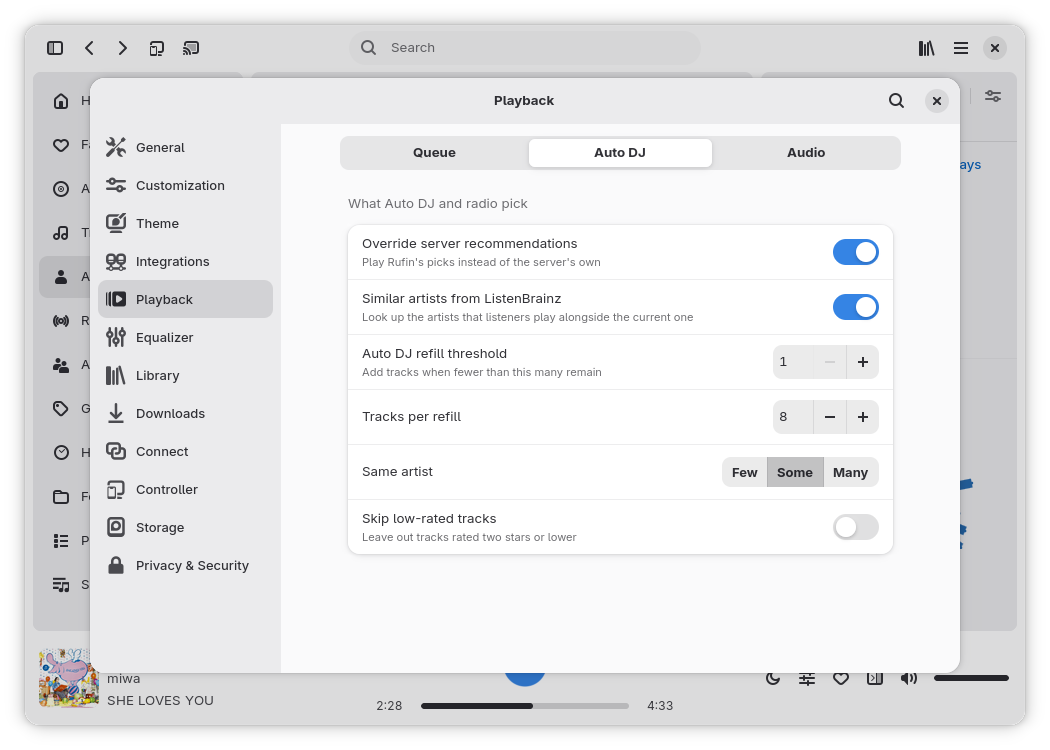 Search
Playback
General
Customization
Theme
Integrations
Playback
Equalizer
Library
Downloads
Connect
Controller
Storage
Privacy & Security
Queue
Auto DJ
Audio
What Auto DJ and radio pick
Override server recommendations
Play Rufin's picks instead of the server's own
Similar artists from ListenBrainz
Look up the artists that listeners play alongside the current one
Auto DJ refill threshold
1
Add tracks when fewer than this many remain
Tracks per refill
8
Same artist
Few
Some
Many
Skip low-rated tracks
Leave out tracks rated two stars or lower
miwa
SHE LOVES YOU
2:28
4:33